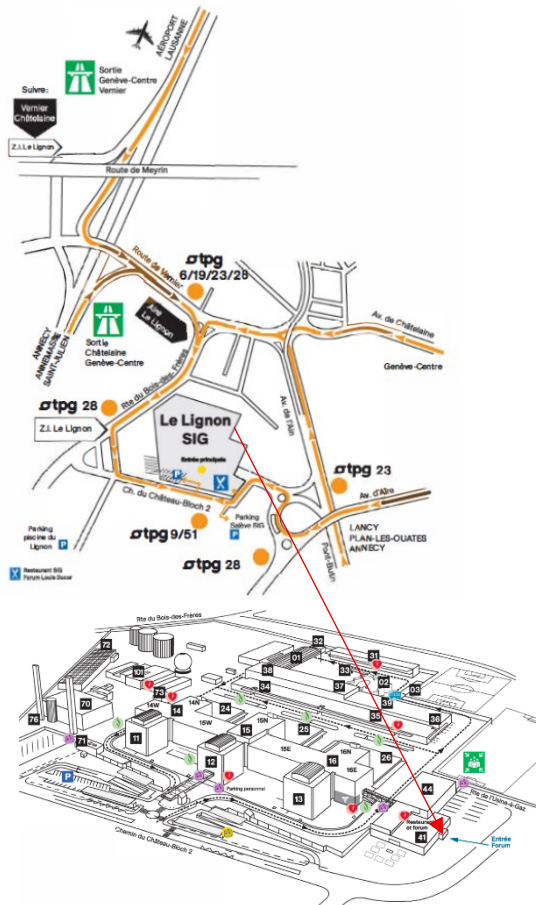 AÉROPORT
LAUSANNE
Sortie
Genève-Centre
Vernier
Suivre:
Vernier
Châtelaine
Z.I. Le Lignon
Route de Meyrin
Route de Vernier
tpg
6/19/23/28
Aire
Le Lignon
Av. de Châtelaine
Genève-Centre
ANNECY
ANNEMASSE
SAINT-JULIEN
Sortie
Châtelaine
Genève-Centre
Rte du Bois-des-Frères
Av. de l'Ain
tpg 28
Z.I. Le Lignon
Le Lignon
SIG
Entrée principale
P
tpg 23
Av. d'Aïre
Ch. du Château-Bloch 2
Parking
Salève SIG
P
LANCY
PLAN-LES-OUATES
ANNECY
Pont-Butin
tpg 9/51
tpg 28
Parking
piscine du
Lignon P
Restaurant SIG
Forum Louis Ducor
Rte du Bois-des-Frères
72
32
01
31
101
38
33
02
03
73
34
37
39
70
14N
14W
14
24
35
36
76
15W
15N
25
71
11
15
15E
16N
16
26
12
16E
44
P
13
Parking personnel
Rte de l'Usine-à-Gaz
Restaurant
et forum
41
Entrée
Forum
Chemin du Château-Bloch 2